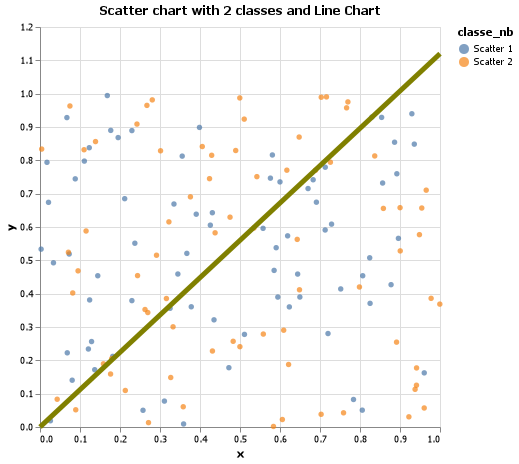 Scatter chart with 2 classes and Line Chart
classe_nb
Scatter 1
Scatter 2
y
1.2
1.1
1.0
0.9
0.8
0.7
0.6
0.5
0.4
0.3
0.2
0.1
0.0
0.0 0.1 0.2 0.3 0.4 0.5 0.6 0.7 0.8 0.9 1.0
x